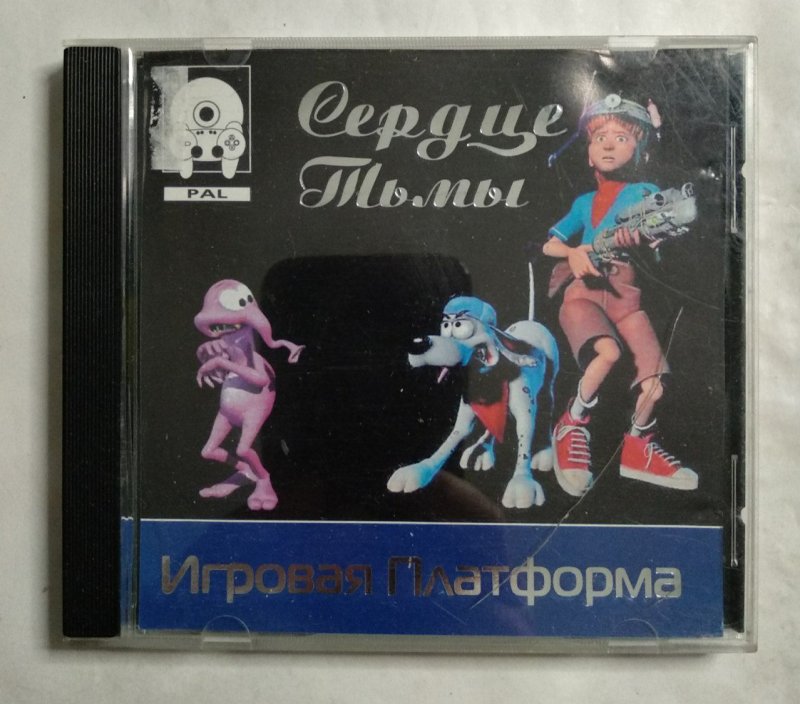 Сердце
Тьмы
PAL
Игровая Платформа